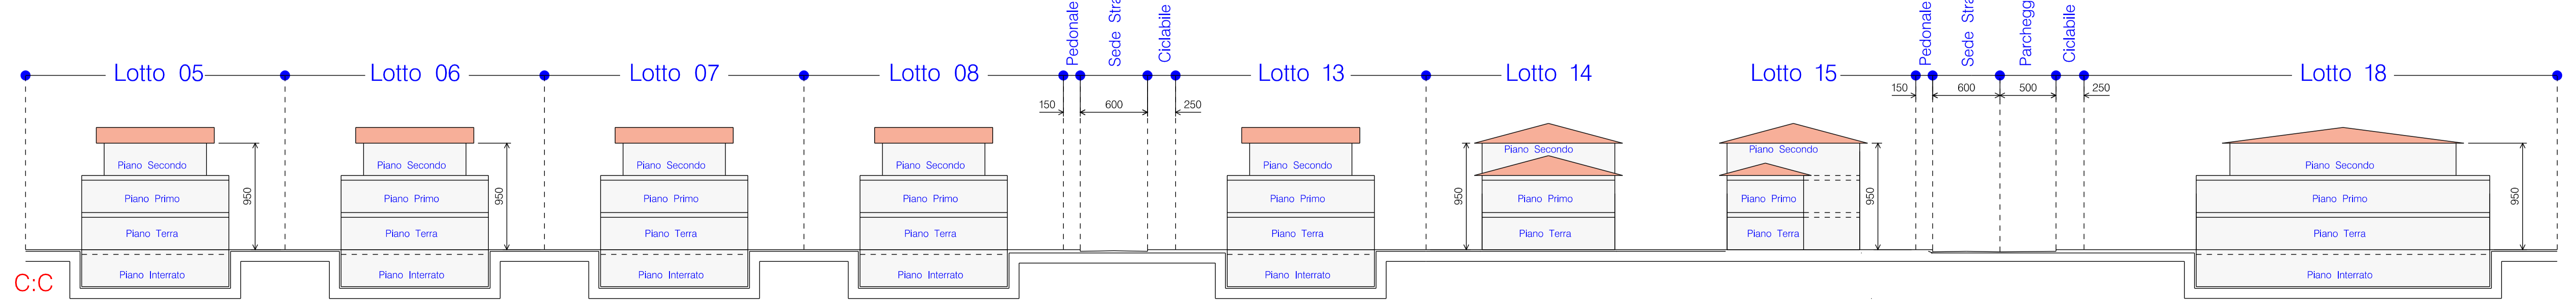 Pedonale
Sede Stra
Ciclabile
Pedonale
Sede Stra
Parchegg
Ciclabile
Lotto 05
Lotto 06
Lotto 07
Lotto 08
Lotto 13
Lotto 14
Lotto 15
Lotto 18
150
600
250
150
600
500
250
Piano Secondo
Piano Primo
Piano Terra
Piano Interrato
950
Piano Secondo
Piano Primo
Piano Terra
Piano Interrato
950
Piano Secondo
Piano Primo
Piano Terra
Piano Interrato
Piano Secondo
Piano Primo
Piano Terra
Piano Interrato
Piano Secondo
Piano Primo
Piano Terra
Piano Interrato
950
Piano Secondo
Piano Primo
Piano Terra
Piano Secondo
Piano Primo
Piano Terra
950
Piano Secondo
Piano Primo
Piano Terra
Piano Interrato
950
C:C